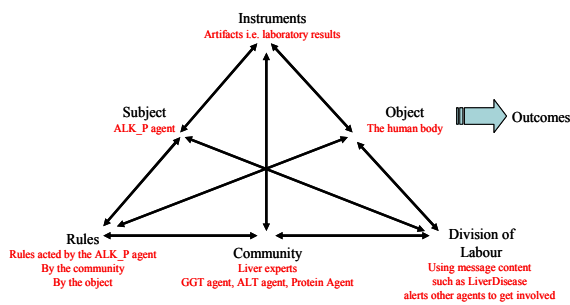 Instruments
Artifacts i.e. laboratory results
Subject
ALK_P agent
Object
The human body
Outcomes
Rules
Rules acted by the ALK_P agent
By the community
By the object
Community
Liver experts
GGT agent, ALT agent, Protein Agent
Division of
Labour
Using message content
such as LiverDisease
alerts other agents to get involved